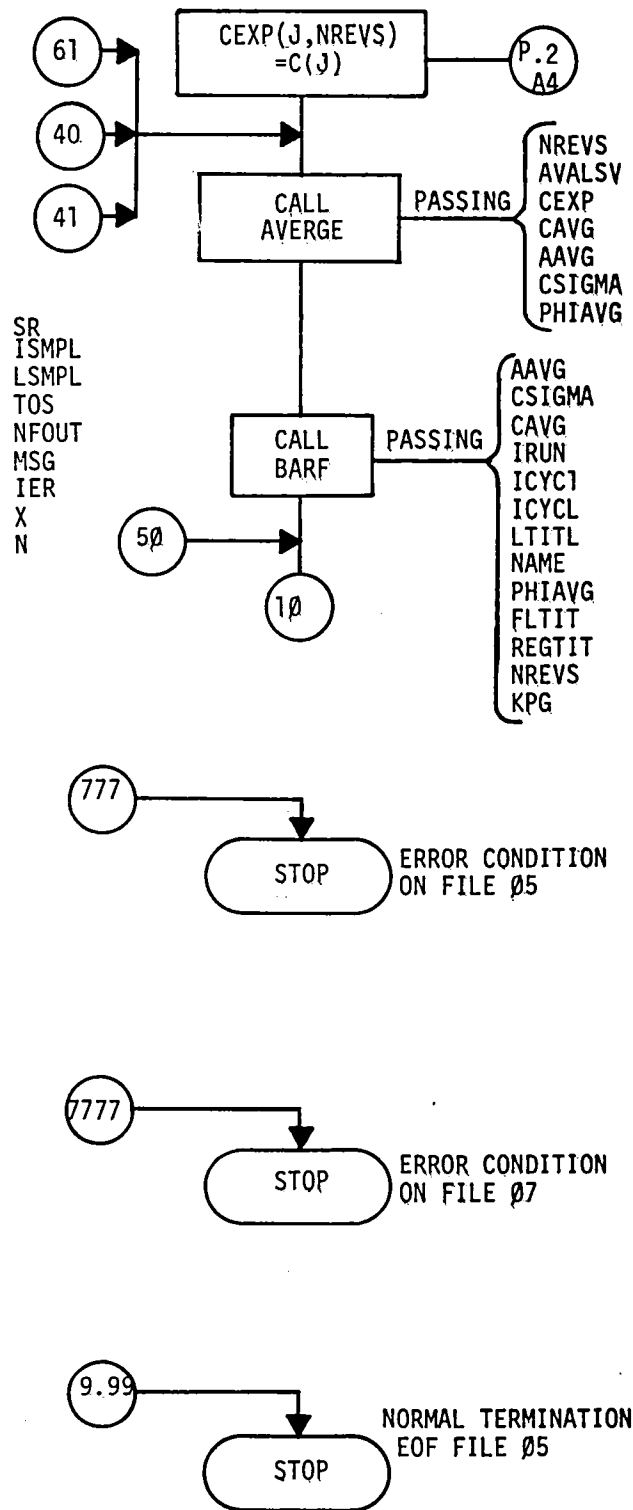 61
CEXP(J,NREVS)
=C(J)
P.2
A4
40
41
CALL
AVERGE
PASSING
NREVS
AVALSV
CEXP
CAVG
AAVG
CSIGMA
PHIAVG
SR
ISMPL
LSMPL
TOS
NFOUT
MSG
IER
X
N
CALL
BARF
PASSING
AAVG
CSIGMA
CAVG
IRUN
ICYC1
ICYCL
LTITL
NAME
PHIAVG
FLTIT
REGTIT
NREVS
KPG
5Ø
1Ø
777
STOP
ERROR CONDITION
ON FILE Ø5
7777
STOP
ERROR CONDITION
ON FILE Ø7
9.99
STOP
NORMAL TERMINATION
EOF FILE Ø5